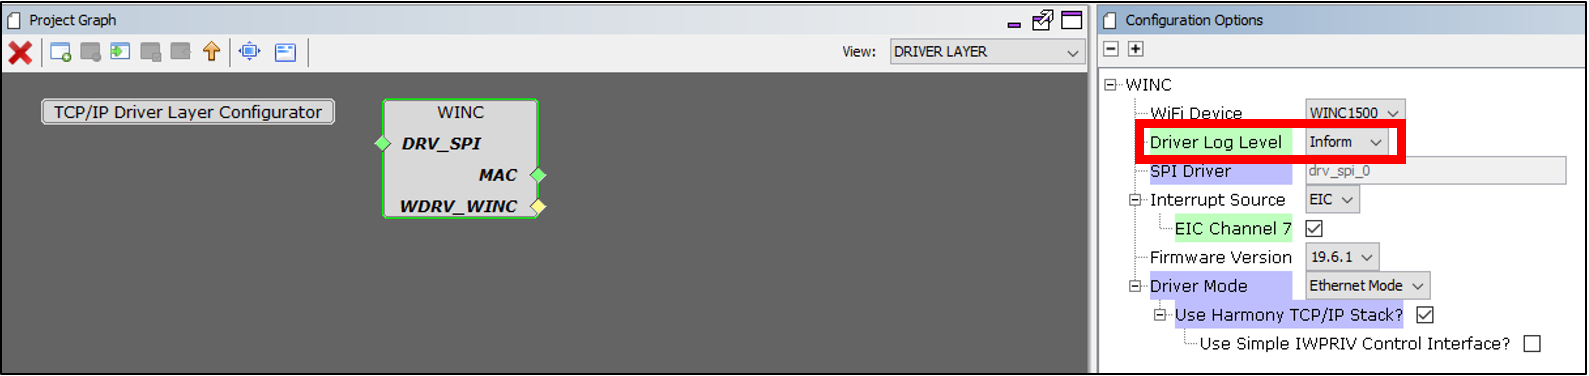 Project Graph
View: DRIVER LAYER
TCP/IP Driver Layer Configurator
WINC
DRV_SPI
MAC
WDRV_WINC
Configuration Options
WINC
WiFi Device WINC1500
Driver Log Level Inform
SPI Driver drv_spi_0
Interrupt Source EIC
EIC Channel 7
Firmware Version 19.6.1
Driver Mode Ethernet Mode
Use Harmony TCP/IP Stack?
Use Simple IWPRIV Control Interface?